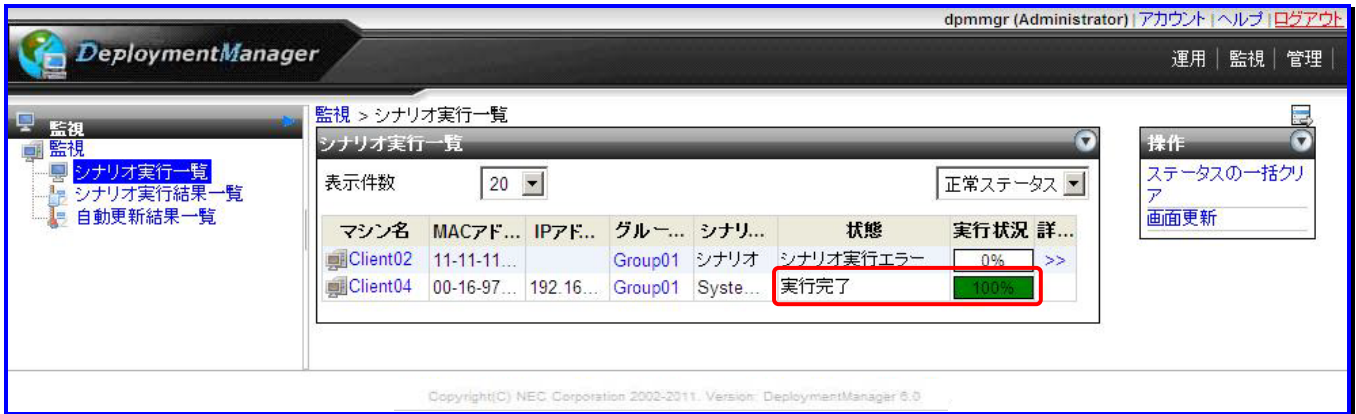 dpmmgr (Administrator) | アカウント | ヘルプ | ログアウト
DeploymentManager
運用 | 監視 | 管理 |
監視
監視
シナリオ実行一覧
シナリオ実行結果一覧
自動更新結果一覧
監視 > シナリオ実行一覧
シナリオ実行一覧
表示件数 20 正常ステータス
マシン名 MACアド... IPアド... グルー... シナリ... 状態 実行状況 詳...
Client02 11-11-11... Group01 シナリオ シナリオ実行エラー 0% >>
Client04 00-16-97... 192.16... Group01 Syste... 実行完了 100%
操作
ステータスの一括クリ
ア
画面更新
Copyright(C) NEC Corporation 2002-2011. Version: DeploymentManager 6.0